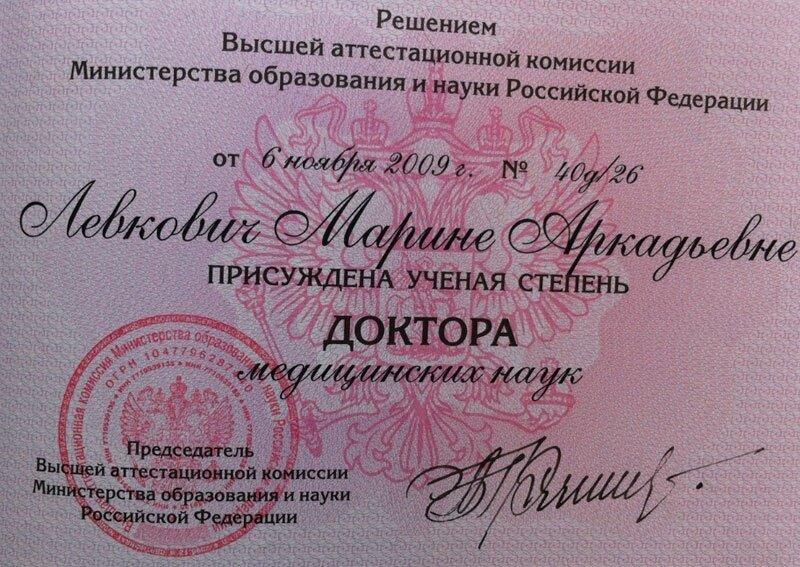 Решением
Высшей аттестационной комиссии
Министерства образования и науки Российской Федерации
от 6 ноября 2009 г. № 40д/26
Левкович Марине Аркадьевне
ПРИСУЖДЕНА УЧЕНАЯ СТЕПЕНЬ
ДОКТОРА
медицинских наук
Председатель
Высшей аттестационной комиссии
Министерства образования и науки
Российской Федерации